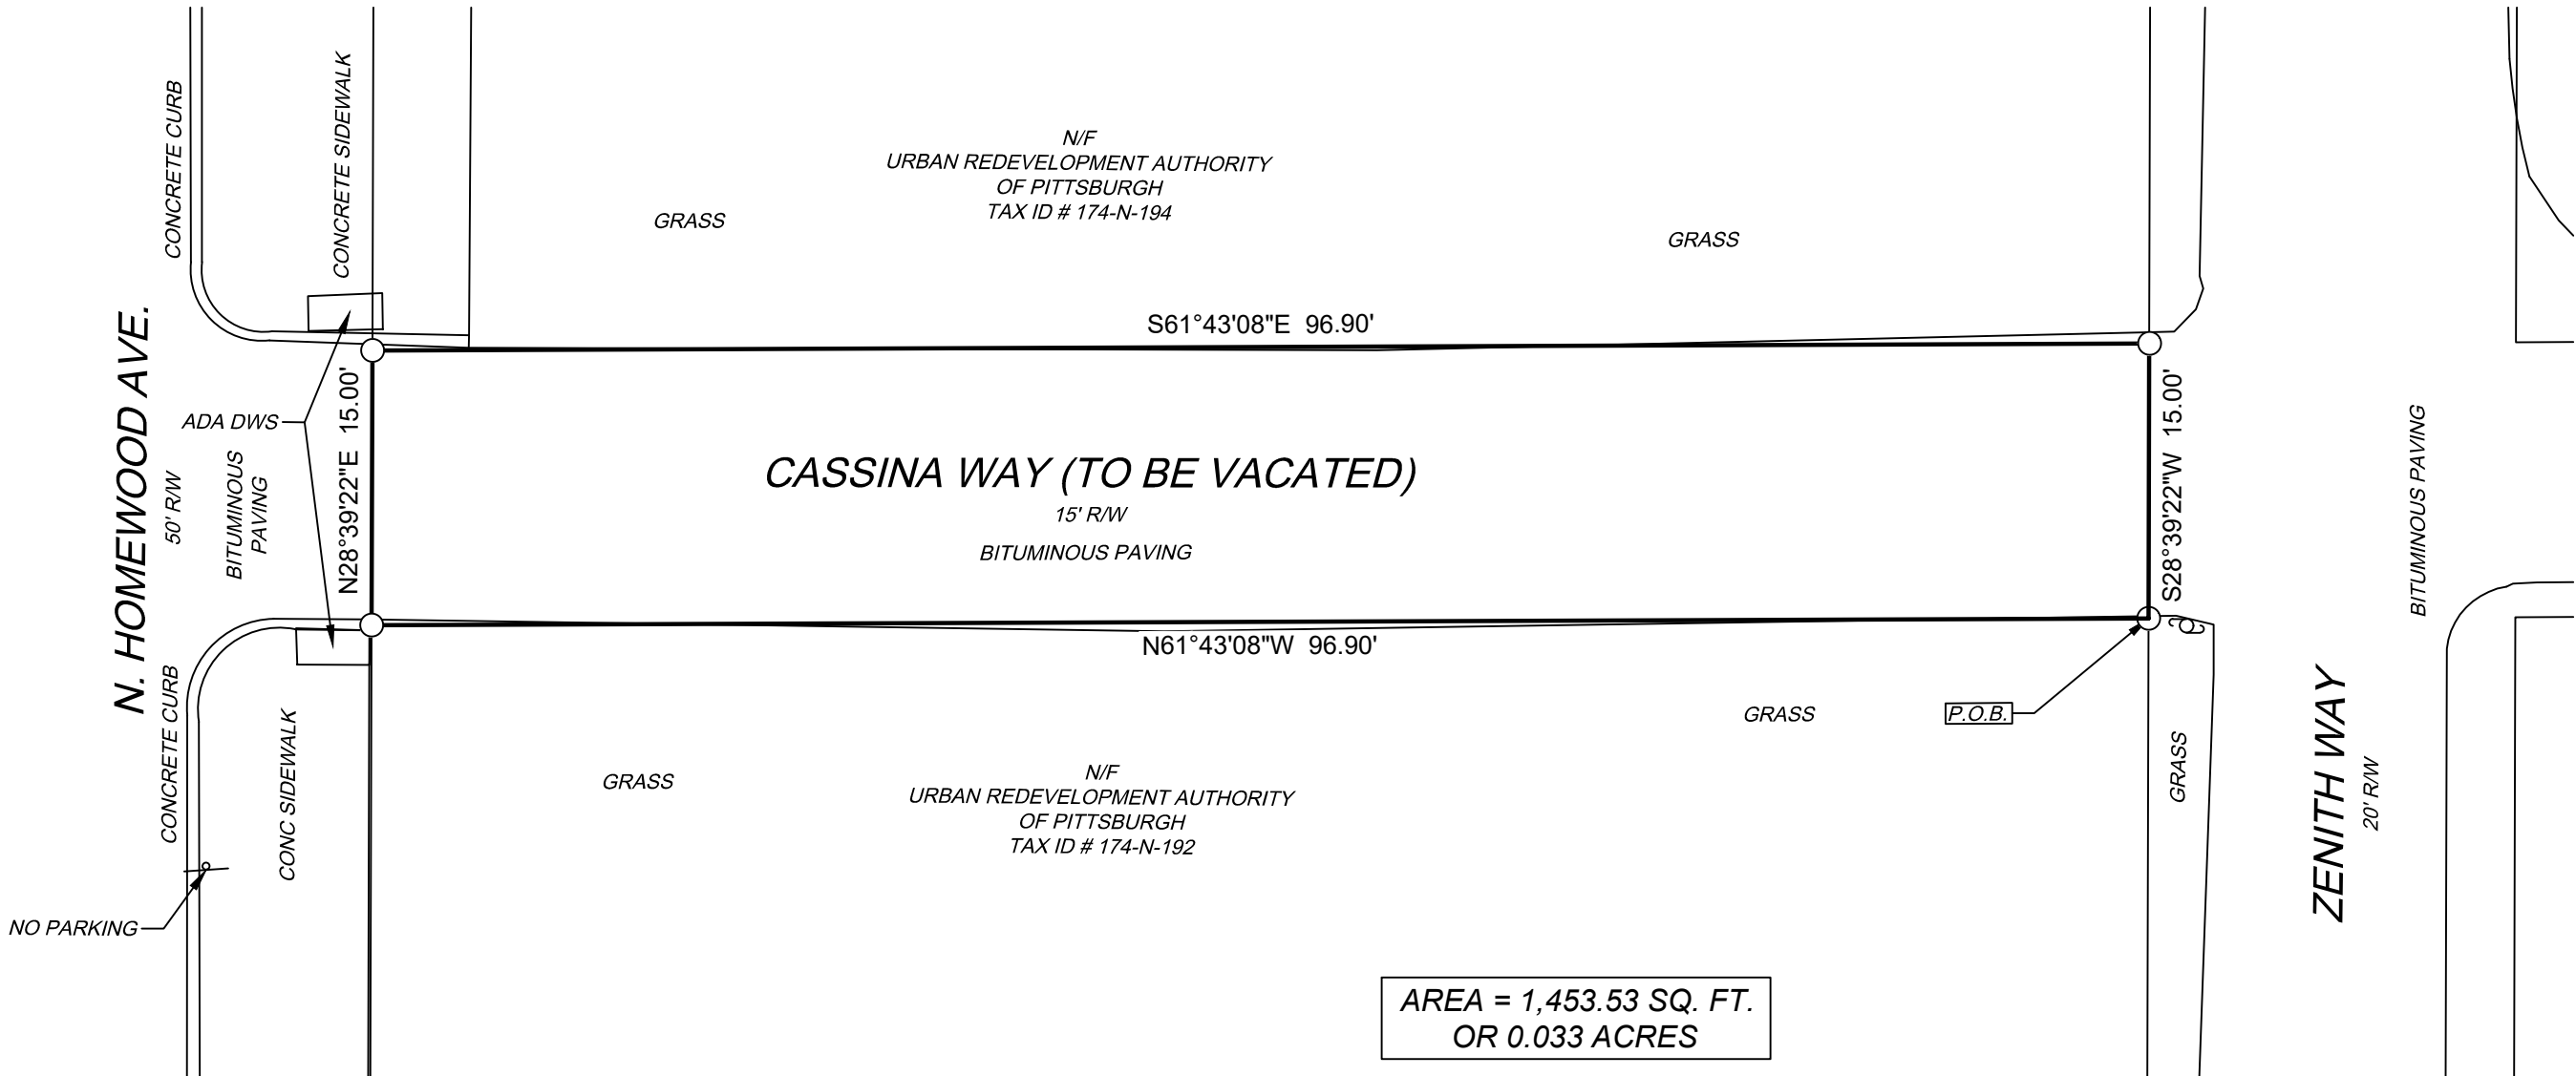 CONCRETE CURB
CONCRETE SIDEWALK
N/F
URBAN REDEVELOPMENT AUTHORITY
OF PITTSBURGH
TAX ID # 174-N-194
GRASS
GRASS
S61°43'08"E 96.90'
N. HOMEWOOD AVE.
50' R/W
ADA DWS
BITUMINOUS
PAVING
N28°39'22"E 15.00'
CASSINA WAY (TO BE VACATED)
15' R/W
BITUMINOUS PAVING
S28°39'22"W 15.00'
BITUMINOUS PAVING
N61°43'08"W 96.90'
CONCRETE CURB
CONC SIDEWALK
GRASS
P.O.B.
GRASS
ZENITH WAY
20' R/W
GRASS
N/F
URBAN REDEVELOPMENT AUTHORITY
OF PITTSBURGH
TAX ID # 174-N-192
NO PARKING
AREA = 1,453.53 SQ. FT.
OR 0.033 ACRES